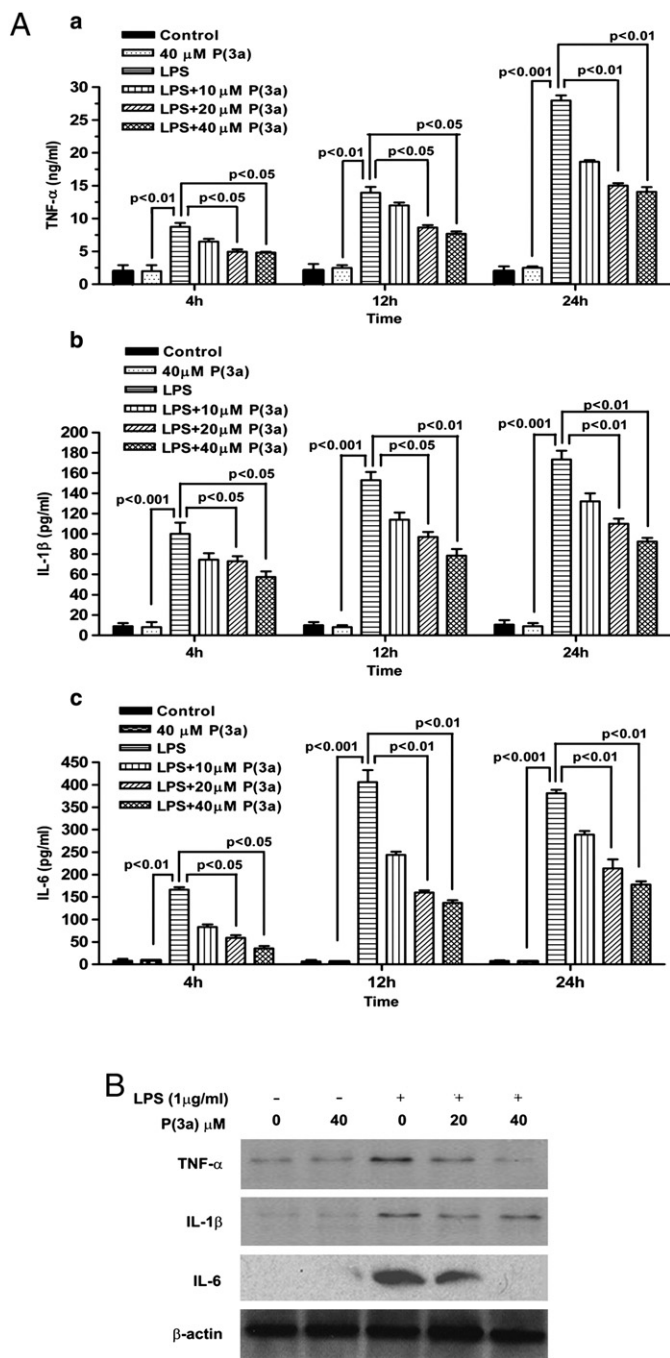 A
a
Control
40 μM P(3a)
LPS
LPS+10μM P(3a)
LPS+20 μM P(3a)
LPS+40 μM P(3a)
p<0.01
p<0.001
p<0.01
p<0.05
p<0.01
p<0.05
p<0.05
p<0.01
p<0.05
30
25
20
15
10
5
0
TNF-α (ng/ml)
4h
12h
24h
Time
b
Control
40μM P(3a)
LPS
LPS+10μM P(3a)
LPS+20μM P(3a)
LPS+40μM P(3a)
p<0.01
p<0.01
p<0.001
p<0.01
p<0.001
p<0.05
p<0.05
p<0.001
p<0.05
200
180
160
140
120
100
80
60
40
20
0
IL-1β (pg/ml)
4h
12h
24h
Time
c
Control
40 μM P(3a)
LPS
LPS+10μM P(3a)
LPS+20μM P(3a)
LPS+40μM P(3a)
p<0.01
p<0.01
p<0.001
p<0.01
p<0.001
p<0.01
p<0.05
p<0.01
p<0.05
450
400
350
300
250
200
150
100
50
0
IL-6 (pg/ml)
4h
12h
24h
Time
B
LPS (1μg/ml) - - + + +
P(3a) μM 0 40 0 20 40
TNF-α
IL-1β
IL-6
β-actin